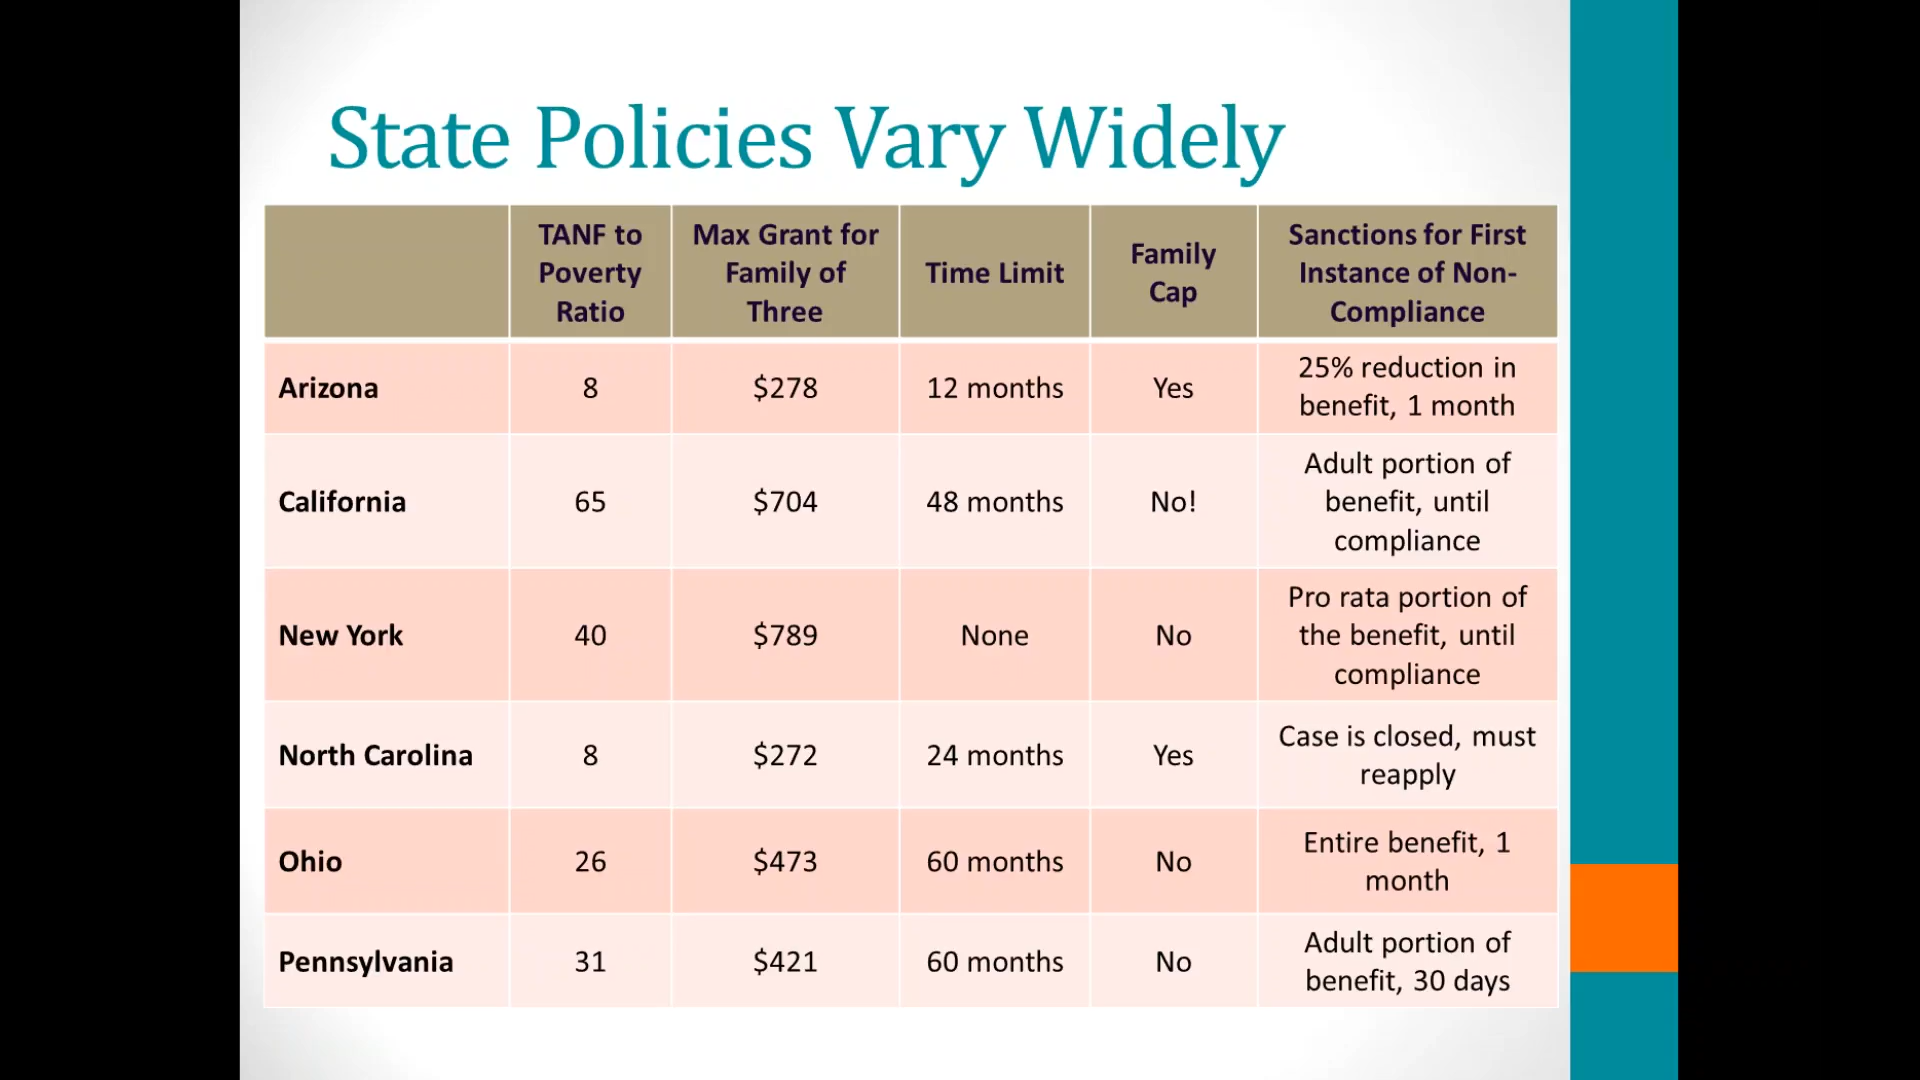 State Policies Vary Widely
TANF to
Poverty
Ratio
Max Grant for
Family of
Three
Time Limit
Family
Cap
Sanctions for First
Instance of Non-
Compliance
Arizona
8
$278
12 months
Yes
25% reduction in
benefit, 1 month
California
65
$704
48 months
No!
Adult portion of
benefit, until
compliance
New York
40
$789
None
No
Pro rata portion of
the benefit, until
compliance
North Carolina
8
$272
24 months
Yes
Case is closed, must
reapply
Ohio
26
$473
60 months
No
Entire benefit, 1
month
Pennsylvania
31
$421
60 months
No
Adult portion of
benefit, 30 days